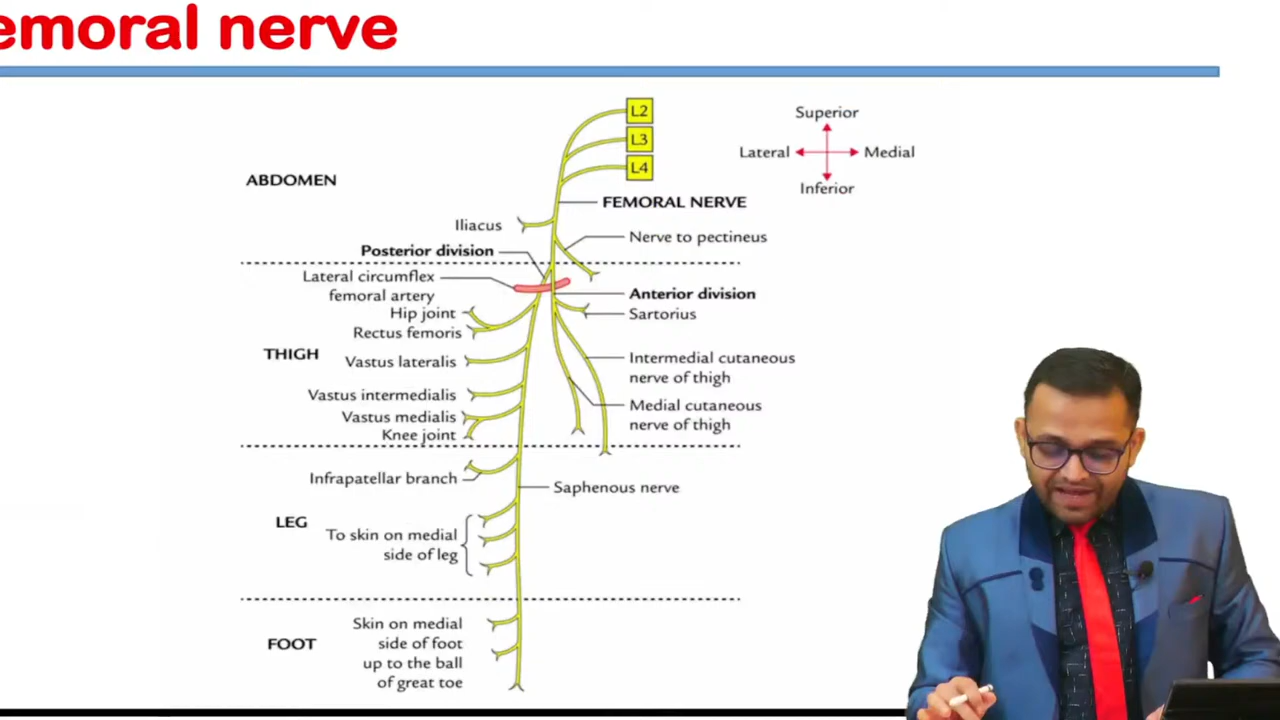 emoral nerve
L2
L3
L4
Superior
Lateral
Medial
Inferior
ABDOMEN
FEMORAL NERVE
Iliacus
Nerve to pectineus
Posterior division
Lateral circumflex
femoral artery
Anterior division
Hip joint
Sartorius
Rectus femoris
THIGH
Vastus lateralis
Intermedial cutaneous
nerve of thigh
Vastus intermedialis
Medial cutaneous
nerve of thigh
Vastus medialis
Knee joint
Infrapatellar branch
Saphenous nerve
LEG
To skin on medial
side of leg
FOOT
Skin on medial
side of foot
up to the ball
of great toe